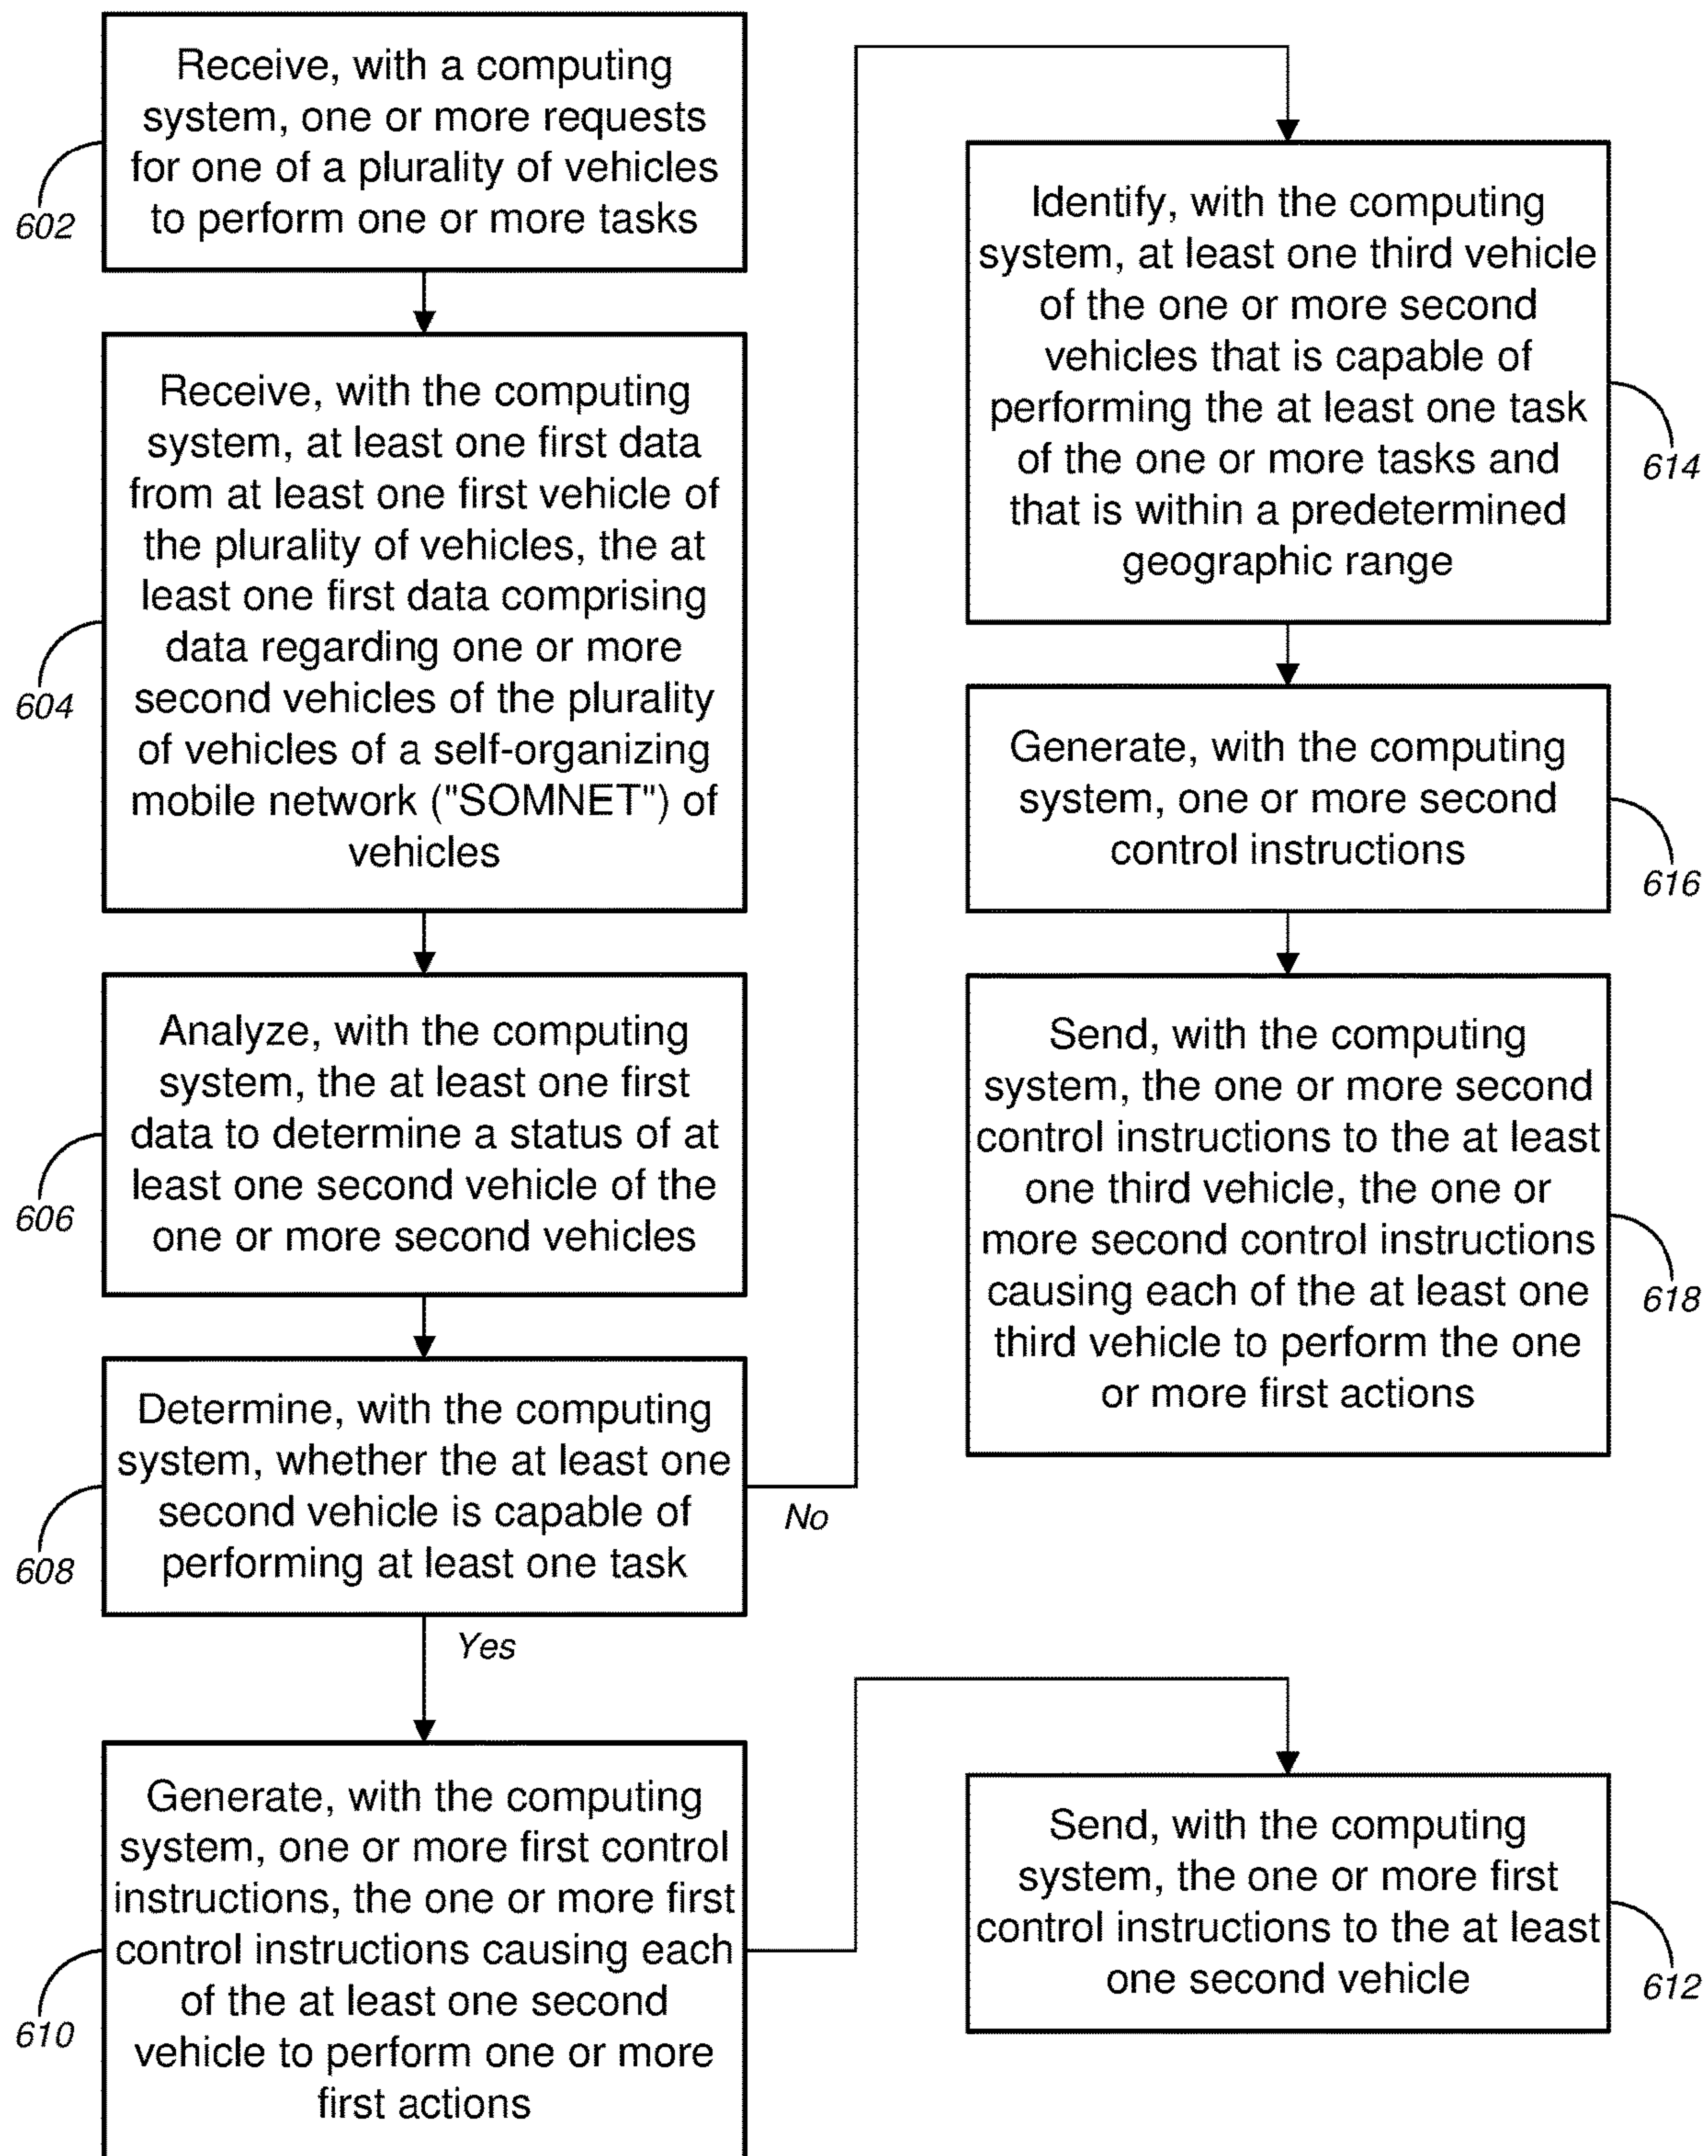 Receive, with a computing
system, one or more requests
for one of a plurality of vehicles
to perform one or more tasks
602
Receive, with the computing
system, at least one first data
from at least one first vehicle of
the plurality of vehicles, the at
least one first data comprising
data regarding one or more
second vehicles of the plurality
of vehicles of a self-organizing
mobile network ("SOMNET") of
vehicles
604
Analyze, with the computing
system, the at least one first
data to determine a status of at
least one second vehicle of the
one or more second vehicles
606
Determine, with the computing
system, whether the at least one
second vehicle is capable of
performing at least one task
608
No
Yes
Generate, with the computing
system, one or more first control
instructions, the one or more first
control instructions causing each
of the at least one second
vehicle to perform one or more
first actions
610
Send, with the computing
system, the one or more first
control instructions to the at least
one second vehicle
612
Identify, with the computing
system, at least one third vehicle
of the one or more second
vehicles that is capable of
performing the at least one task
of the one or more tasks and
that is within a predetermined
geographic range
614
Generate, with the computing
system, one or more second
control instructions
616
Send, with the computing
system, the one or more second
control instructions to the at least
one third vehicle, the one or
more second control instructions
causing each of the at least one
third vehicle to perform the one
or more first actions
618